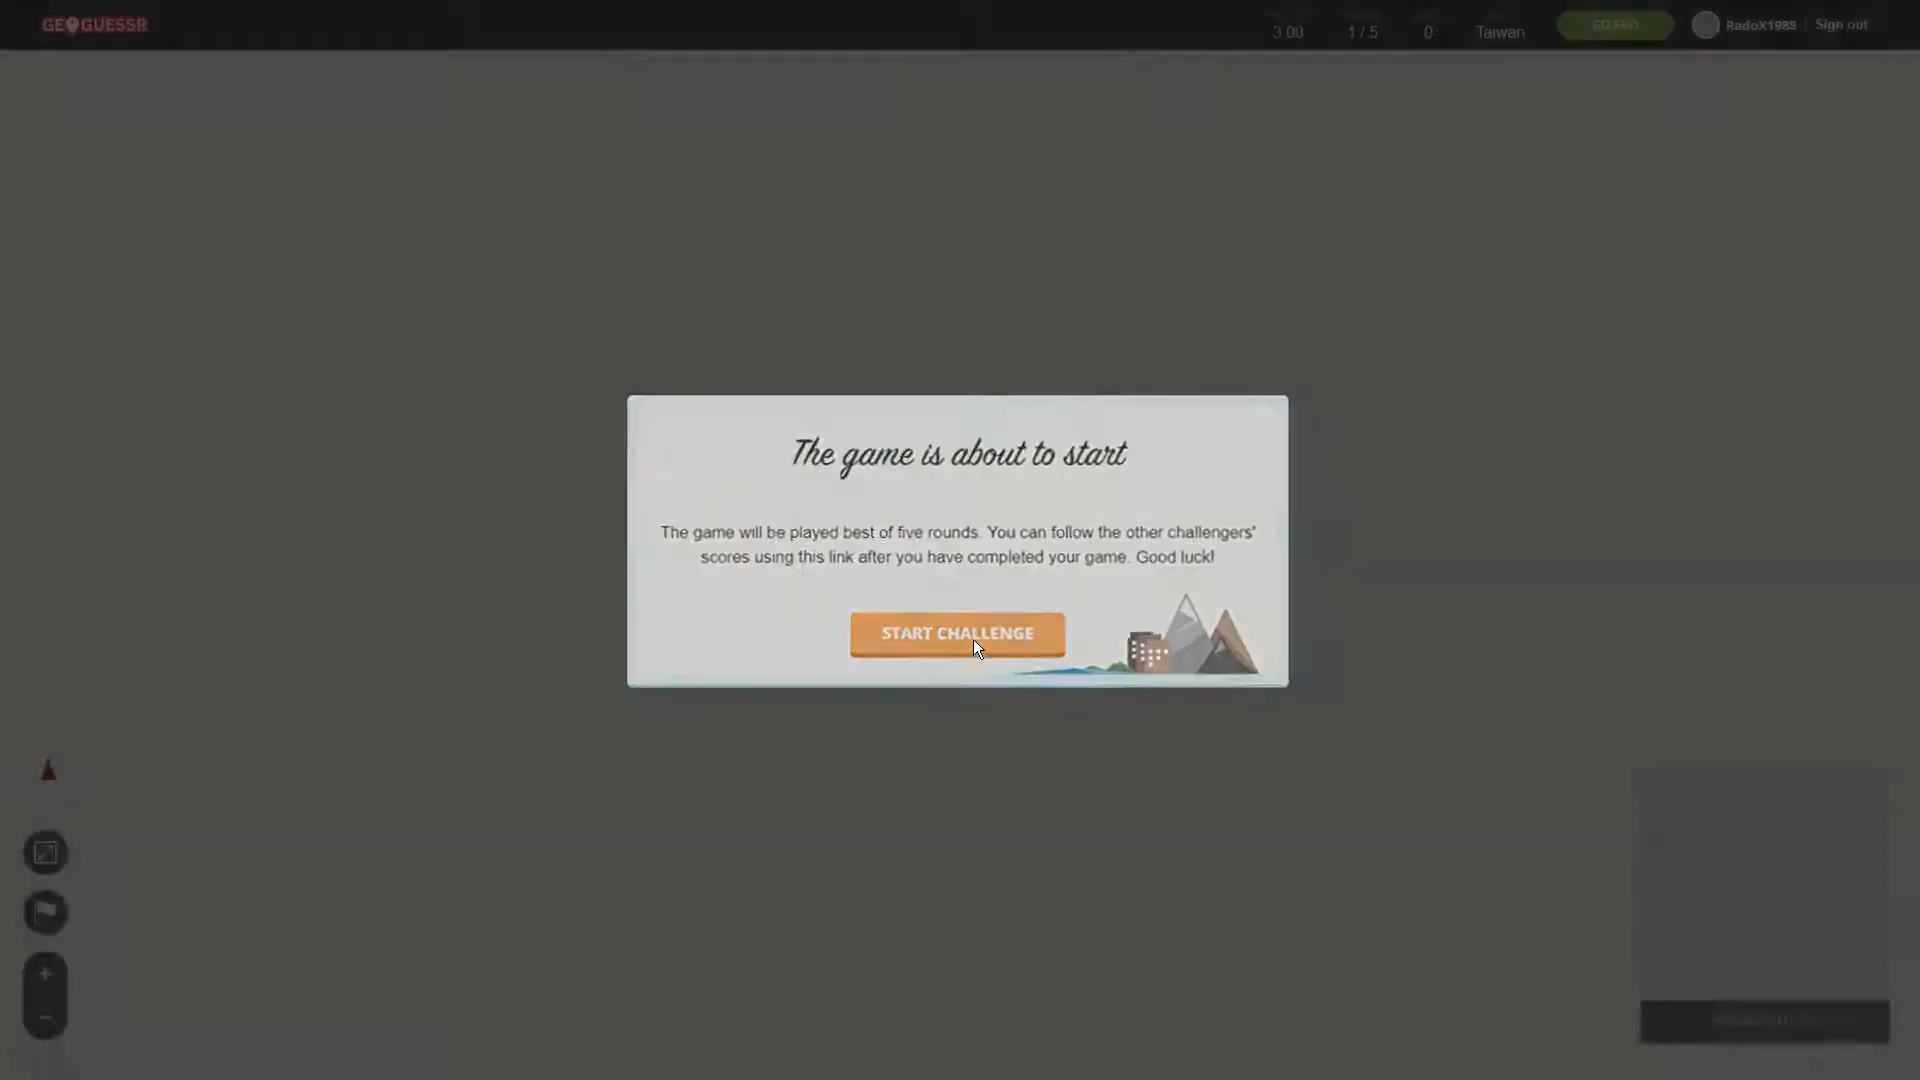 GEOGUESSR
3 00
1 / 5
0
Taiwan
GO PRO
RadoX1988
Sign out
The game is about to start
The game will be played best of five rounds. You can follow the other challengers'
scores using this link after you have completed your game. Good luck!
START CHALLENGE
+
−